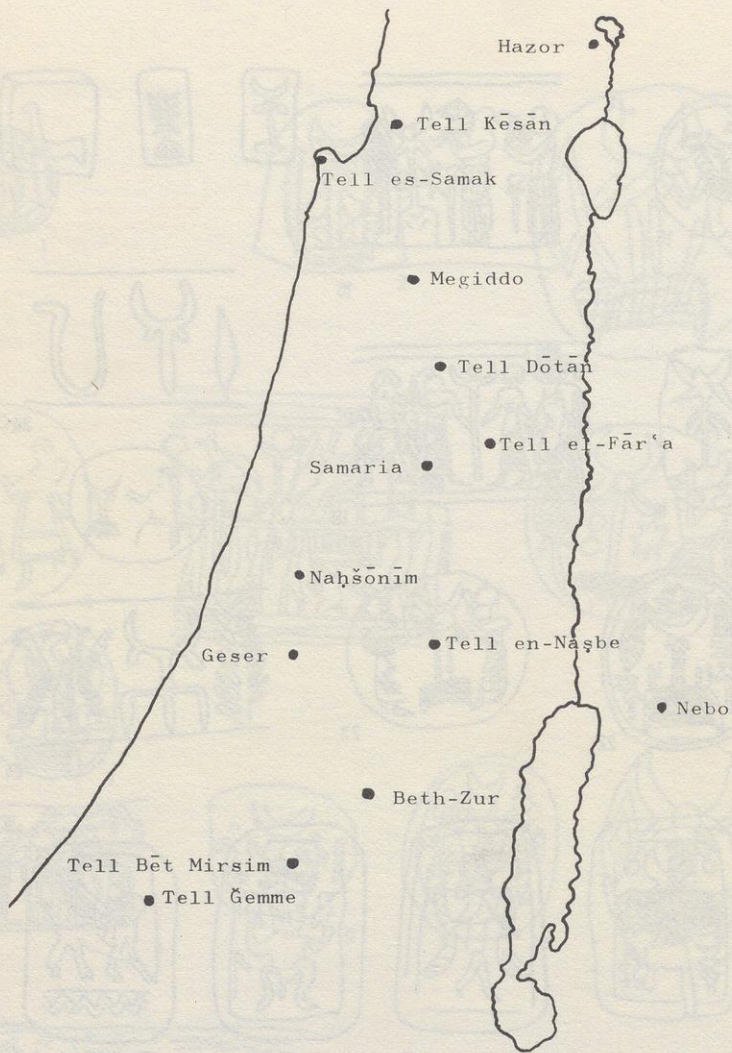 Hazor
Tell Kēsān
Tell es-Samak
Megiddo
Tell Dōtān
Tell el-Fārʿa
Samaria
Naḥšōnīm
Tell en-Naṣbe
Geser
Nebo
Beth-Zur
Tell Bēt Mirsim
Tell Ǧemme